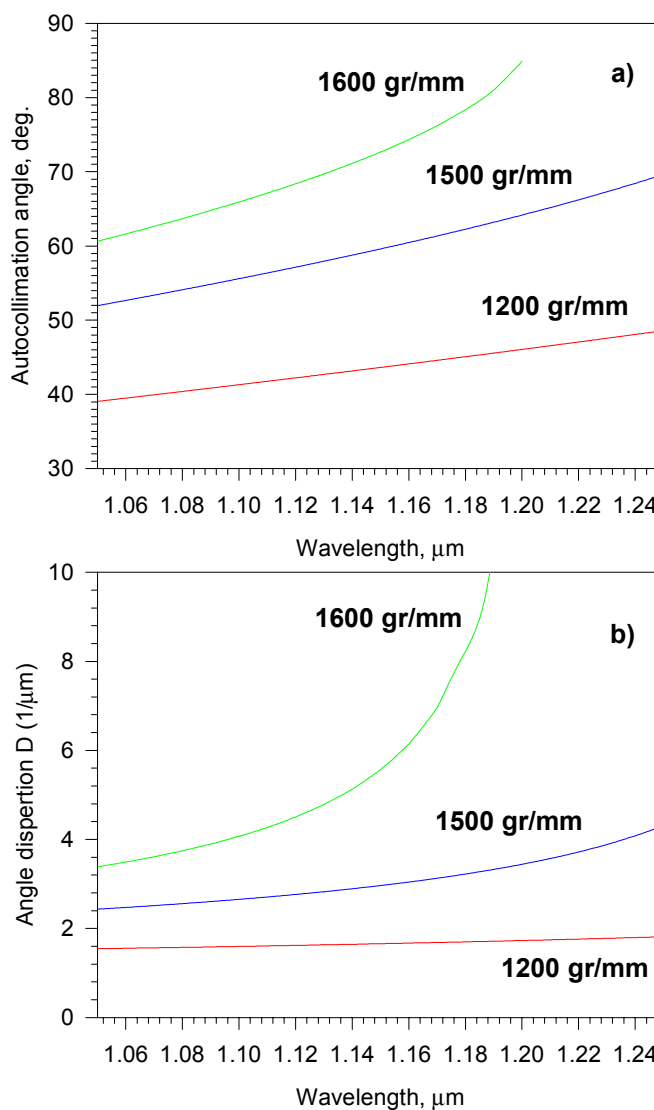 90
80
70
60
50
40
30
Autocollimation angle, deg.
1600 gr/mm
a)
1500 gr/mm
1200 gr/mm
1.06 1.08 1.10 1.12 1.14 1.16 1.18 1.20 1.22 1.24
Wavelength, μm
10
8
6
4
2
0
Angle dispertion D (1/μm)
1600 gr/mm
b)
1500 gr/mm
1200 gr/mm
1.06 1.08 1.10 1.12 1.14 1.16 1.18 1.20 1.22 1.24
Wavelength, μm